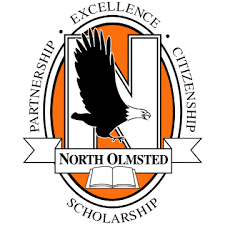 PARTNERSHIP · EXCELLENCE · CITIZENSHIP
N
NORTH OLMSTED
SCHOLARSHIP